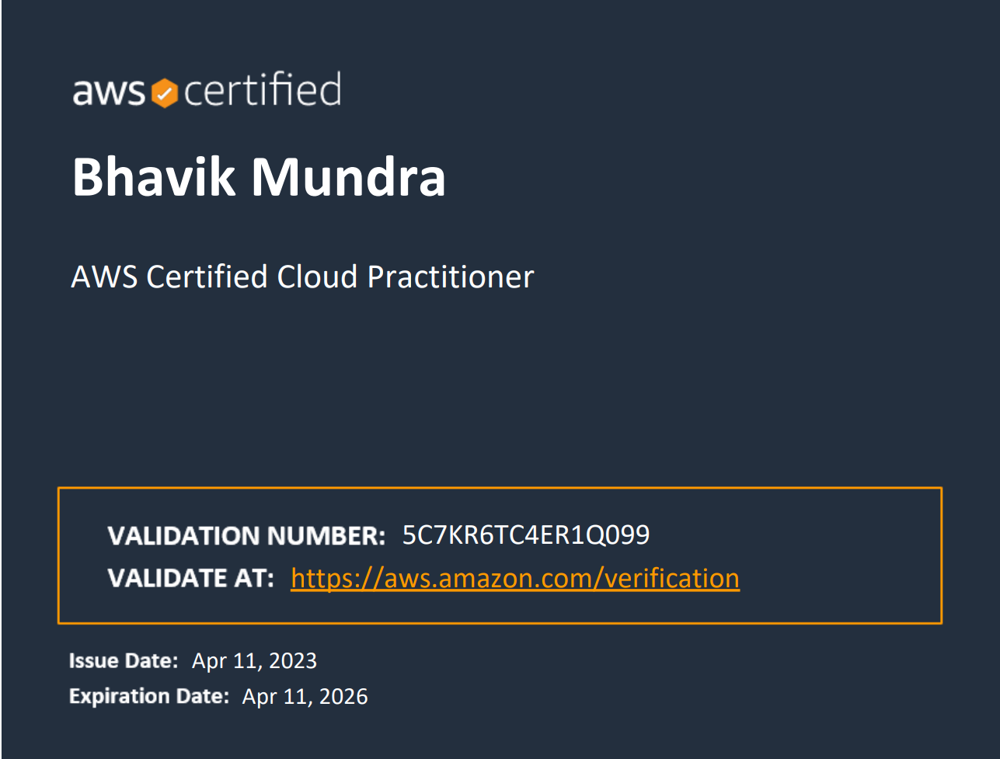 aws certified
Bhavik Mundra
AWS Certified Cloud Practitioner
VALIDATION NUMBER: 5C7KR6TC4ER1Q099
VALIDATE AT: https://aws.amazon.com/verification
Issue Date: Apr 11, 2023
Expiration Date: Apr 11, 2026